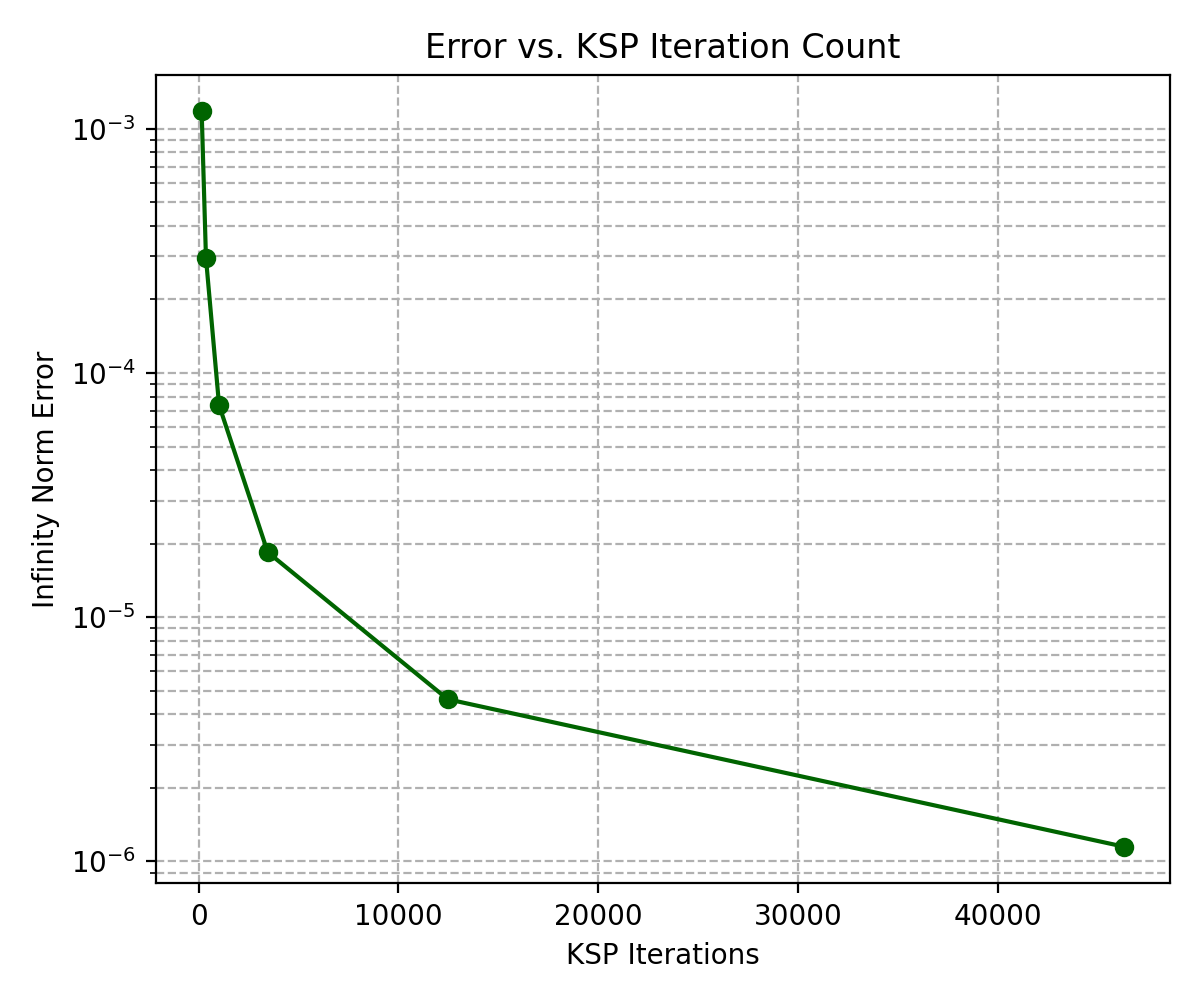 Error vs. KSP Iteration Count
Infinity Norm Error
10⁻³
10⁻⁴
10⁻⁵
10⁻⁶
0 10000 20000 30000 40000
KSP Iterations